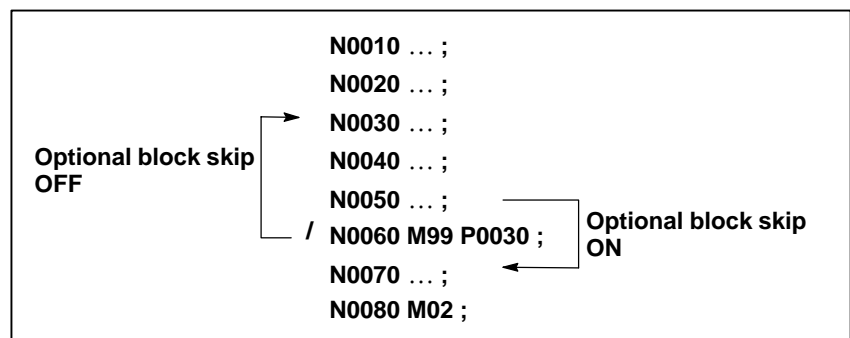 N0010 … ;
N0020 … ;
N0030 … ;
N0040 … ;
Optional block skip
OFF
N0050 … ;
/ N0060 M99 P0030 ;
Optional block skip
ON
N0070 … ;
N0080 M02 ;